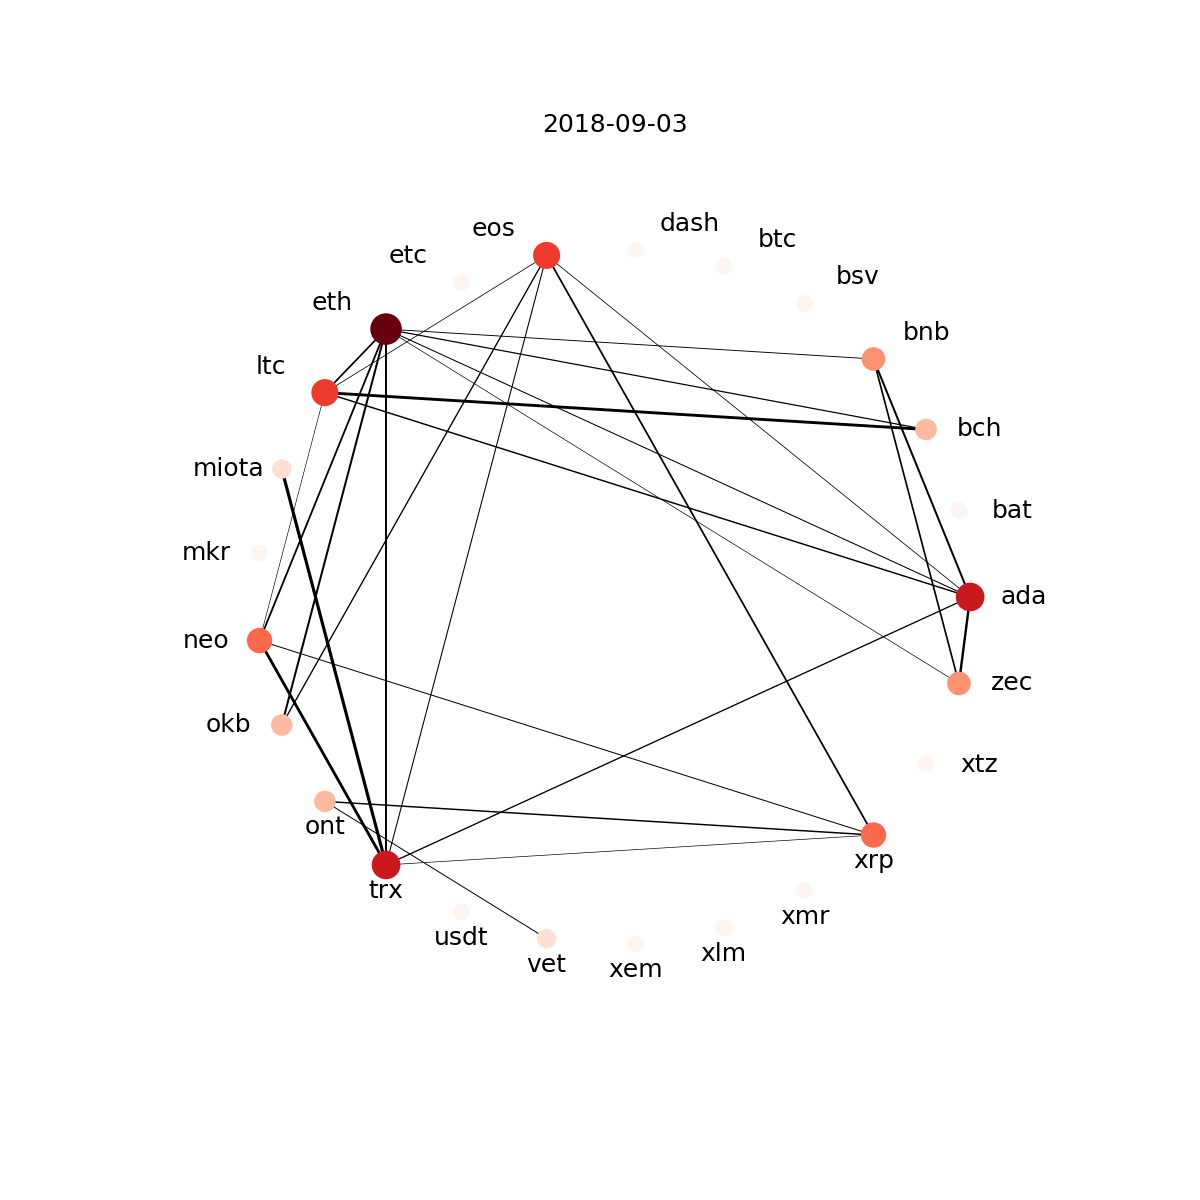 2018-09-03
dash
eos
btc
etc
bsv
eth
bnb
ltc
bch
miota
bat
mkr
ada
neo
zec
okb
xtz
ont
xrp
trx
xmr
usdt
xlm
vet
xem